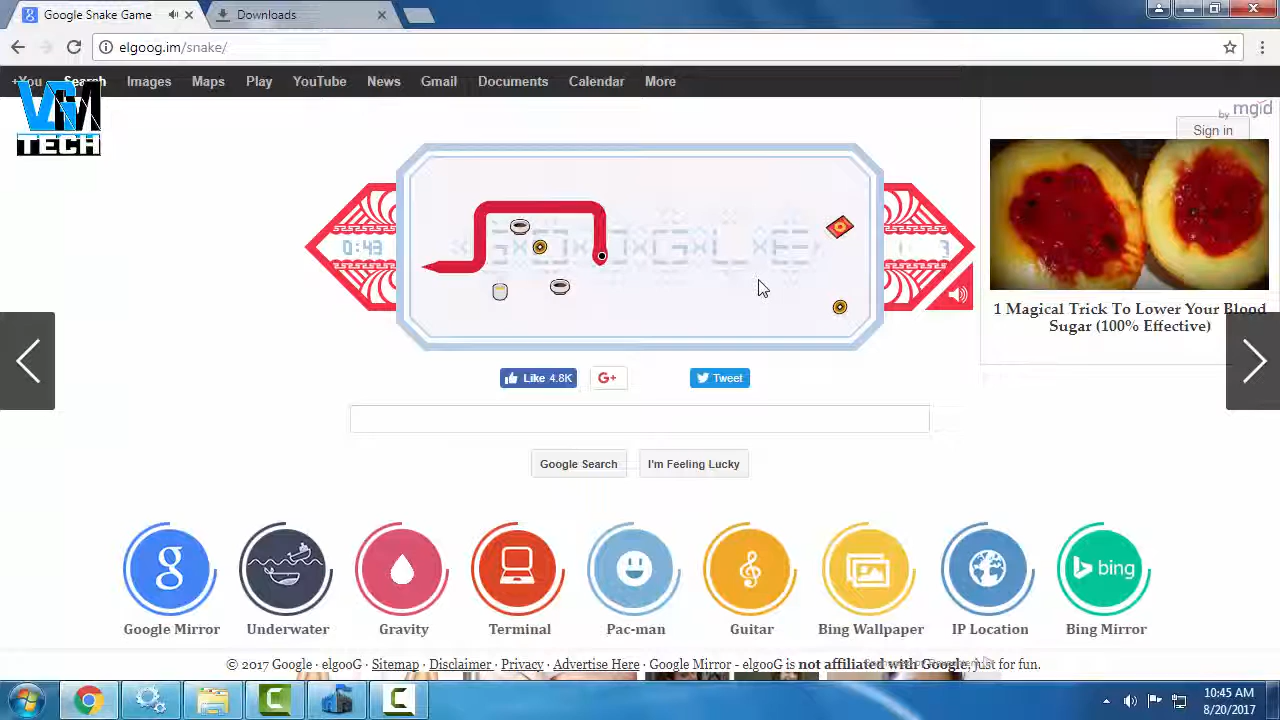 Google Snake Game
Downloads
elgoog.im/snake/
+You Search Images Maps Play YouTube News Gmail Documents Calendar More
VGM
TECH
by mgid
Sign in
G O O G L E
0:43
3
1 Magical Trick To Lower Your Blood
Sugar (100% Effective)
Like 4.8K
G+
Tweet
Google Search
I'm Feeling Lucky
g
bing
Google Mirror
Underwater
Gravity
Terminal
Pac-man
Guitar
Bing Wallpaper
IP Location
Bing Mirror
© 2017 Google · elgooG · Sitemap · Disclaimer · Privacy · Advertise Here · Google Mirror - elgooG is not affiliated with Google, just for fun.
10:45 AM
8/20/2017